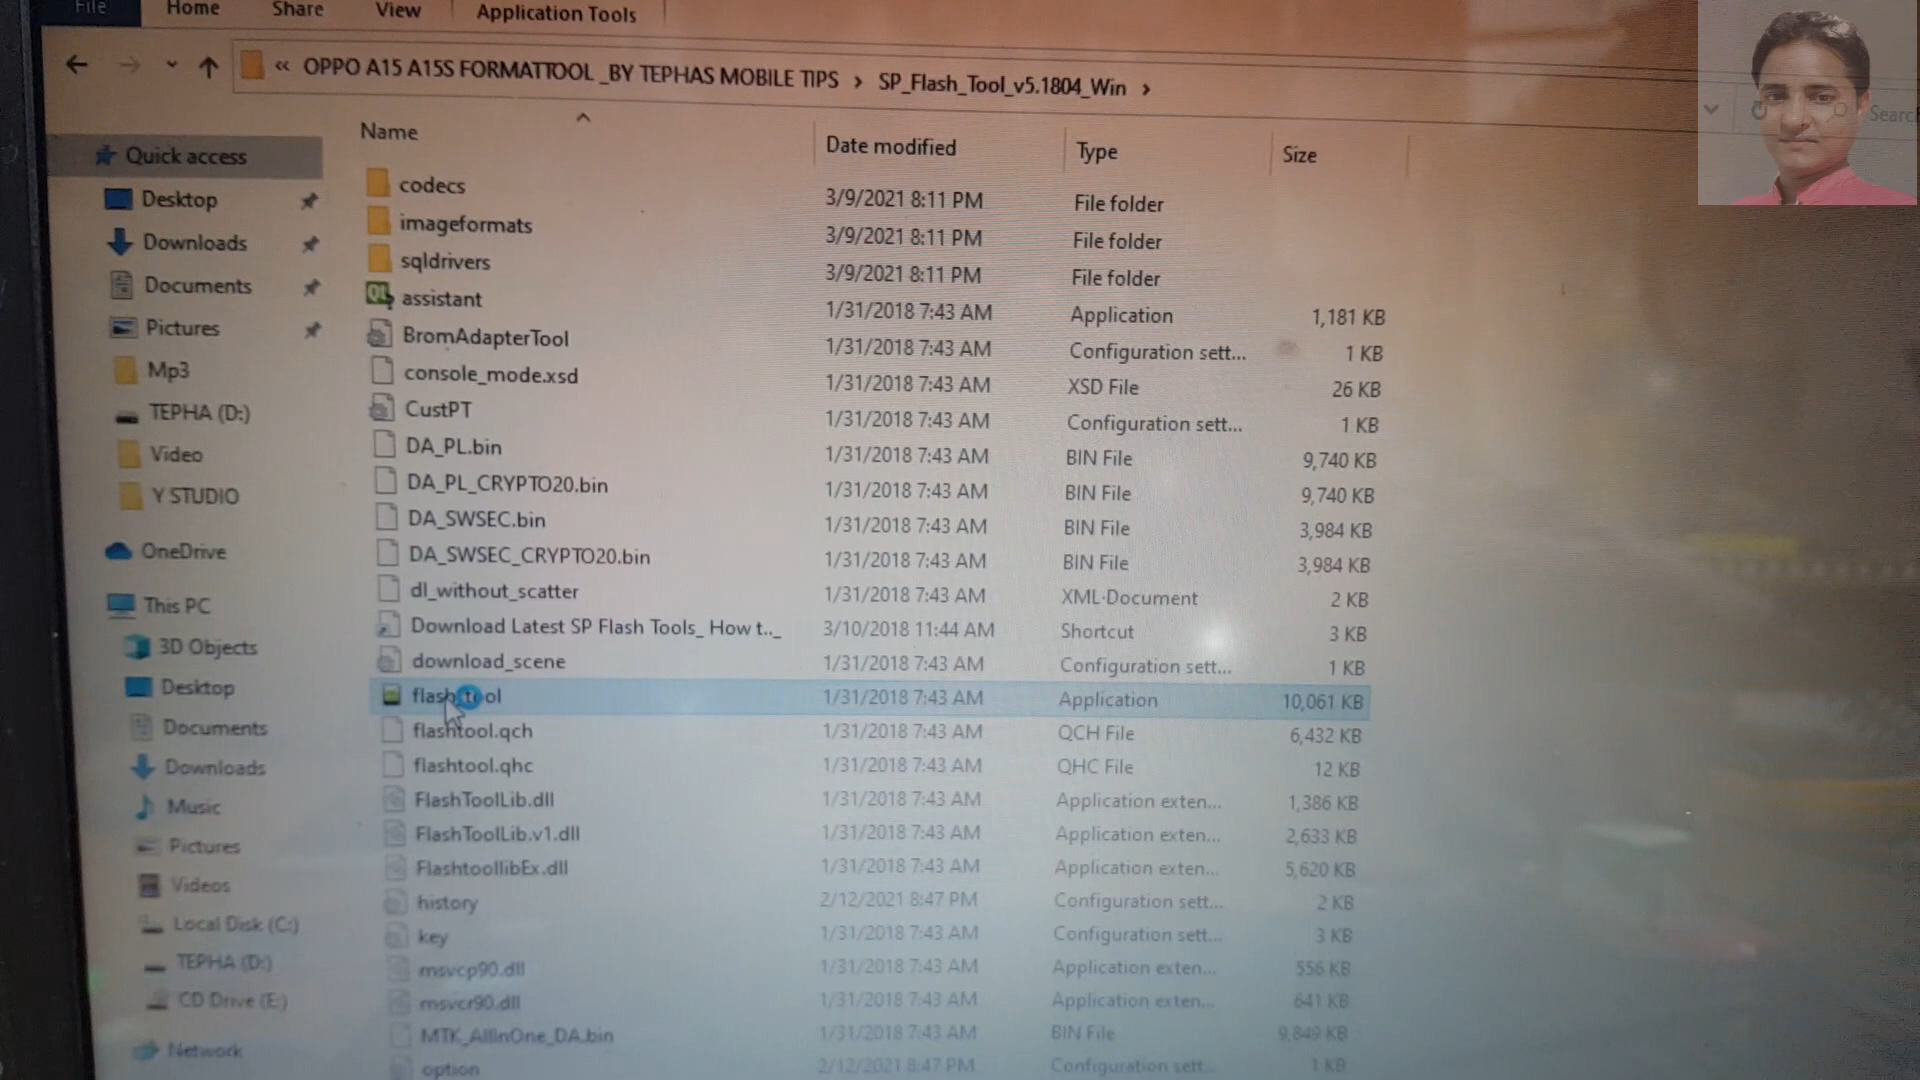 File Home Share View Application Tools
« OPPO A15 A15S FORMATTOOL _BY TEPHAS MOBILE TIPS › SP_Flash_Tool_v5.1804_Win › Search
Name Date modified Type Size
Quick access
Desktop
Downloads
Documents
Pictures
Mp3
TEPHA (D:)
Video
Y STUDIO
OneDrive
This PC
3D Objects
Desktop
Documents
Downloads
Music
Pictures
Videos
Local Disk (C:)
TEPHA (D:)
CD Drive (E:)
Network
codecs 3/9/2021 8:11 PM File folder
imageformats 3/9/2021 8:11 PM File folder
sqldrivers 3/9/2021 8:11 PM File folder
assistant 1/31/2018 7:43 AM Application 1,181 KB
BromAdapterTool 1/31/2018 7:43 AM Configuration sett... 1 KB
console_mode.xsd 1/31/2018 7:43 AM XSD File 26 KB
CustPT 1/31/2018 7:43 AM Configuration sett... 1 KB
DA_PL.bin 1/31/2018 7:43 AM BIN File 9,740 KB
DA_PL_CRYPTO20.bin 1/31/2018 7:43 AM BIN File 9,740 KB
DA_SWSEC.bin 1/31/2018 7:43 AM BIN File 3,984 KB
DA_SWSEC_CRYPTO20.bin 1/31/2018 7:43 AM BIN File 3,984 KB
dl_without_scatter 1/31/2018 7:43 AM XML Document 2 KB
Download Latest SP Flash Tools_ How t..._ 3/10/2018 11:44 AM Shortcut 3 KB
download_scene 1/31/2018 7:43 AM Configuration sett... 1 KB
flash_tool 1/31/2018 7:43 AM Application 10,061 KB
flashtool.qch 1/31/2018 7:43 AM QCH File 6,432 KB
flashtool.qhc 1/31/2018 7:43 AM QHC File 12 KB
FlashToolLib.dll 1/31/2018 7:43 AM Application exten... 1,386 KB
FlashToolLib.v1.dll 1/31/2018 7:43 AM Application exten... 2,633 KB
FlashtoollibEx.dll 1/31/2018 7:43 AM Application exten... 5,620 KB
history 2/12/2021 8:47 PM Configuration sett... 2 KB
key 1/31/2018 7:43 AM Configuration sett... 3 KB
msvcp90.dll 1/31/2018 7:43 AM Application exten... 556 KB
msvcr90.dll 1/31/2018 7:43 AM Application exten... 641 KB
MTK_AllInOne_DA.bin 1/31/2018 7:43 AM BIN File 9,849 KB
option 2/12/2021 8:47 PM Configuration sett... 1 KB